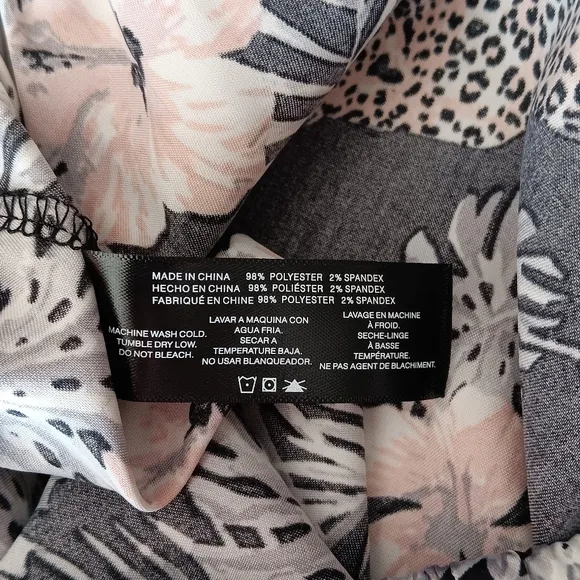 MADE IN CHINA 98% POLYESTER 2% SPANDEX
HECHO EN CHINA 98% POLIÉSTER 2% SPANDEX
FABRIQUÉ EN CHINE 98% POLYESTER 2% SPANDEX
MACHINE WASH COLD.
TUMBLE DRY LOW.
DO NOT BLEACH.
LAVAR A MAQUINA CON
AGUA FRIA.
SECAR A
TEMPERATURE BAJA.
NO USAR BLANQUEADOR.
LAVAGE EN MACHINE
À FROID.
SECHE-LINGE
À BASSE
TEMPÉRATURE.
NE PAS AGENT DE BLACHIMENT.